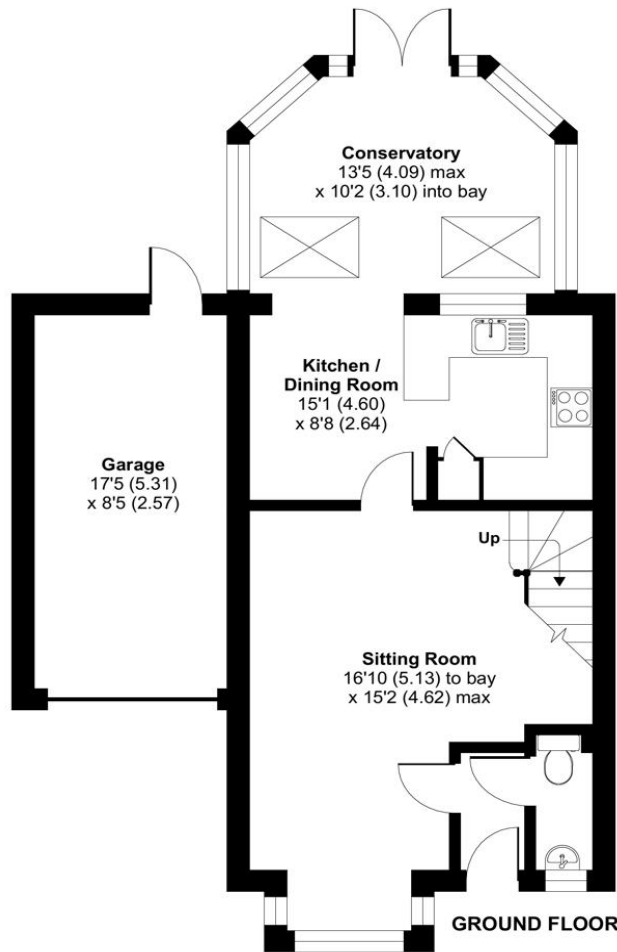 Conservatory
13'5 (4.09) max
x 10'2 (3.10) into bay
Kitchen /
Dining Room
15'1 (4.60)
x 8'8 (2.64)
Garage
17'5 (5.31)
x 8'5 (2.57)
Up
Sitting Room
16'10 (5.13) to bay
x 15'2 (4.62) max
GROUND FLOOR